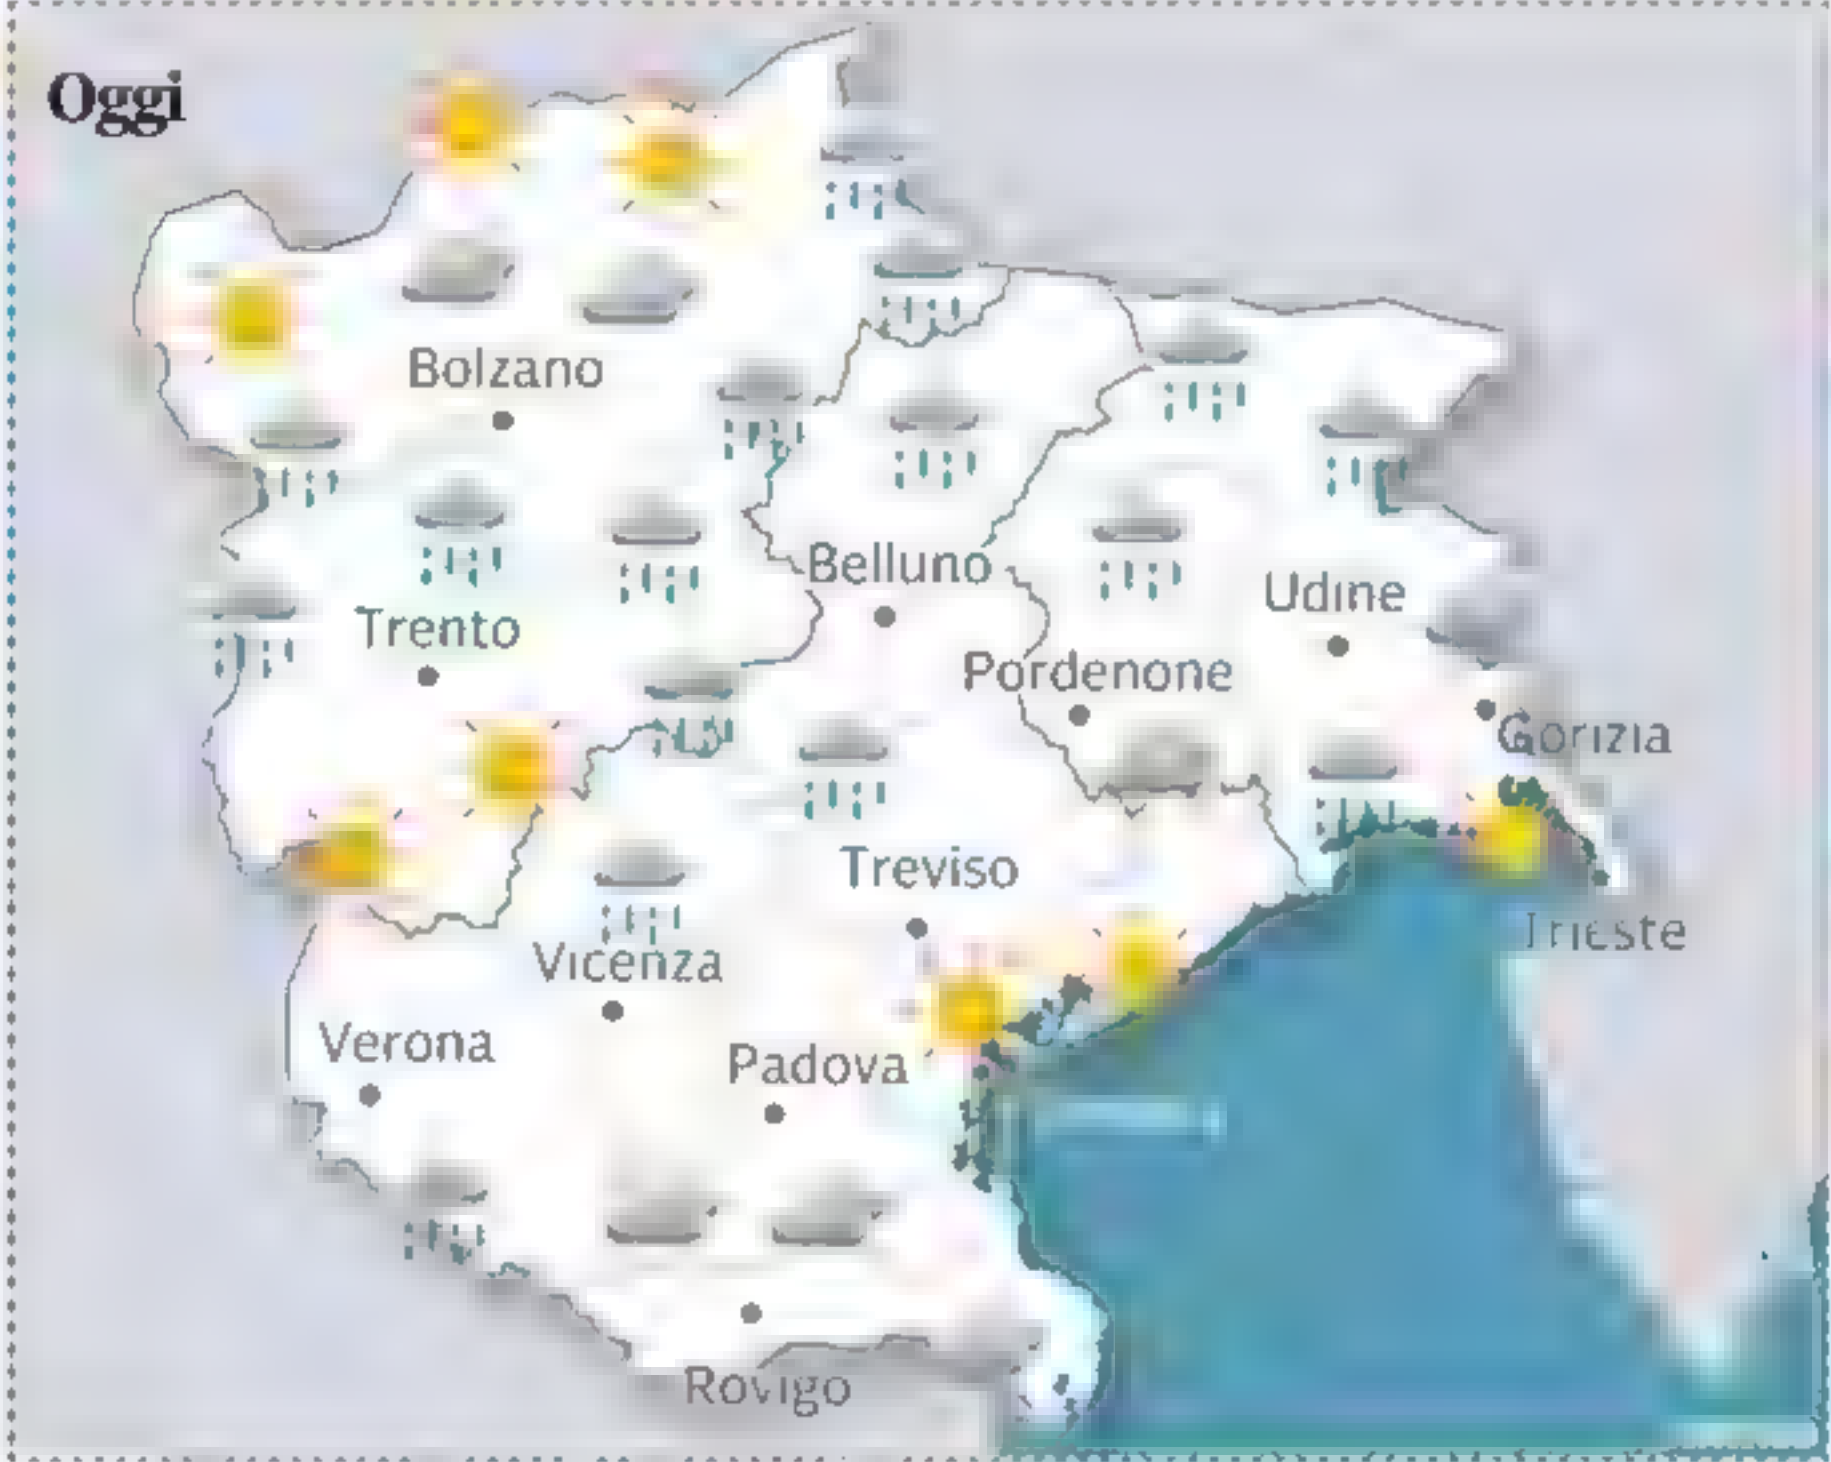 Oggi
Bolzano
Belluno
Udine
Trento
Pordenone
Gorizia
Treviso
Trieste
Vicenza
Verona
Padova
Rovigo